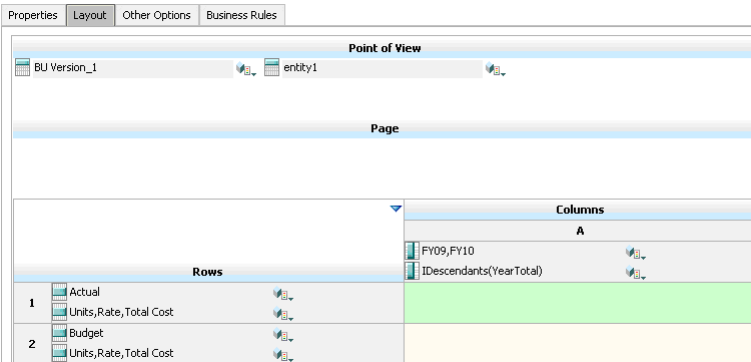 Properties Layout Other Options Business Rules
Point of View
BU Version_1 entity1
Page
Columns
A
FY09,FY10
Rows IDescendants(YearTotal)
1 Actual
Units,Rate,Total Cost
2 Budget
Units,Rate,Total Cost